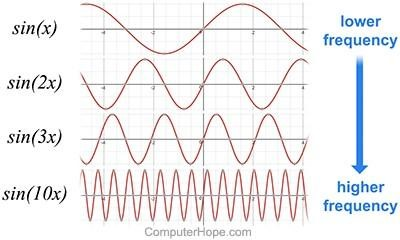 sin(x)
lower
frequency
sin(2x)
sin(3x)
sin(10x)
higher
frequency
ComputerHope.com